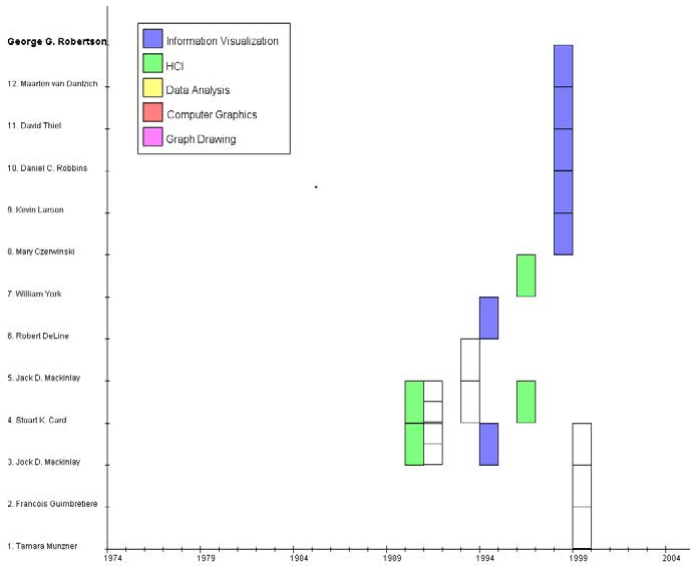 George G. Robertson
12. Maarten van Dantzich
11. David Thiel
10. Daniel C. Robbins
9. Kevin Larson
8. Mary Czerwinski
7. William York
6. Robert DeLine
5. Jack D. Mackinlay
4. Stuart K. Card
3. Jock D. Mackinlay
2. Francois Guimbretiere
1. Tamara Munzner
Information Visualization
HCI
Data Analysis
Computer Graphics
Graph Drawing
1974 1979 1984 1989 1994 1999 2004